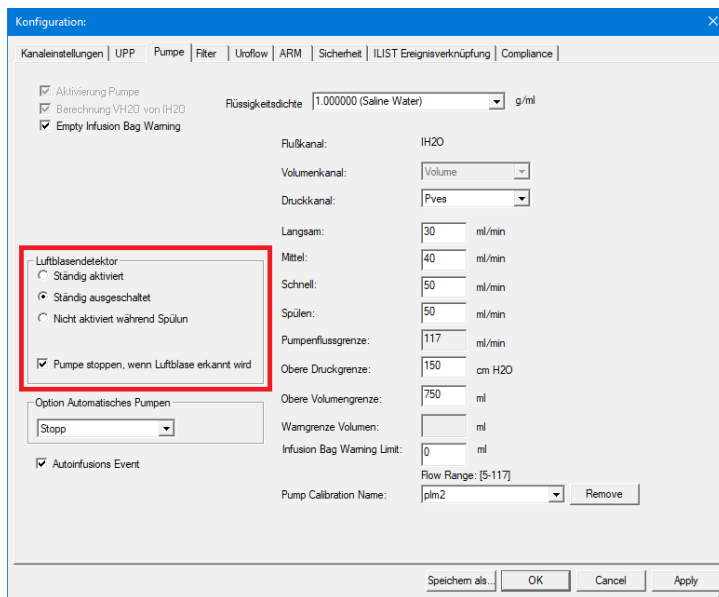 Konfiguration:
Kanaleinstellungen UPP Pumpe Filter Uroflow ARM Sicherheit ILIST Ereignisverknüpfung Compliance
Aktivierung Pumpe
Berechnung VH2O von IH2O
Empty Infusion Bag Warning
Flüssigkeitsdichte 1.000000 (Saline Water) g/ml
Flußkanal: IH2O
Volumenkanal: Volume
Druckkanal: Pves
Langsam: 30 ml/min
Mittel: 40 ml/min
Schnell: 50 ml/min
Spülen: 50 ml/min
Pumpenflussgrenze: 117 ml/min
Obere Druckgrenze: 150 cm H2O
Obere Volumengrenze: 750 ml
Warngrenze Volumen: ml
Infusion Bag Warning Limit: 0 ml
Flow Range: [5-117]
Pump Calibration Name: plm2 Remove
Luftblasendetektor
Ständig aktiviert
Ständig ausgeschaltet
Nicht aktiviert während Spülun
Pumpe stoppen, wenn Luftblase erkannt wird
Option Automatisches Pumpen
Stopp
Autoinfusions Event
Speichern als... OK Cancel Apply